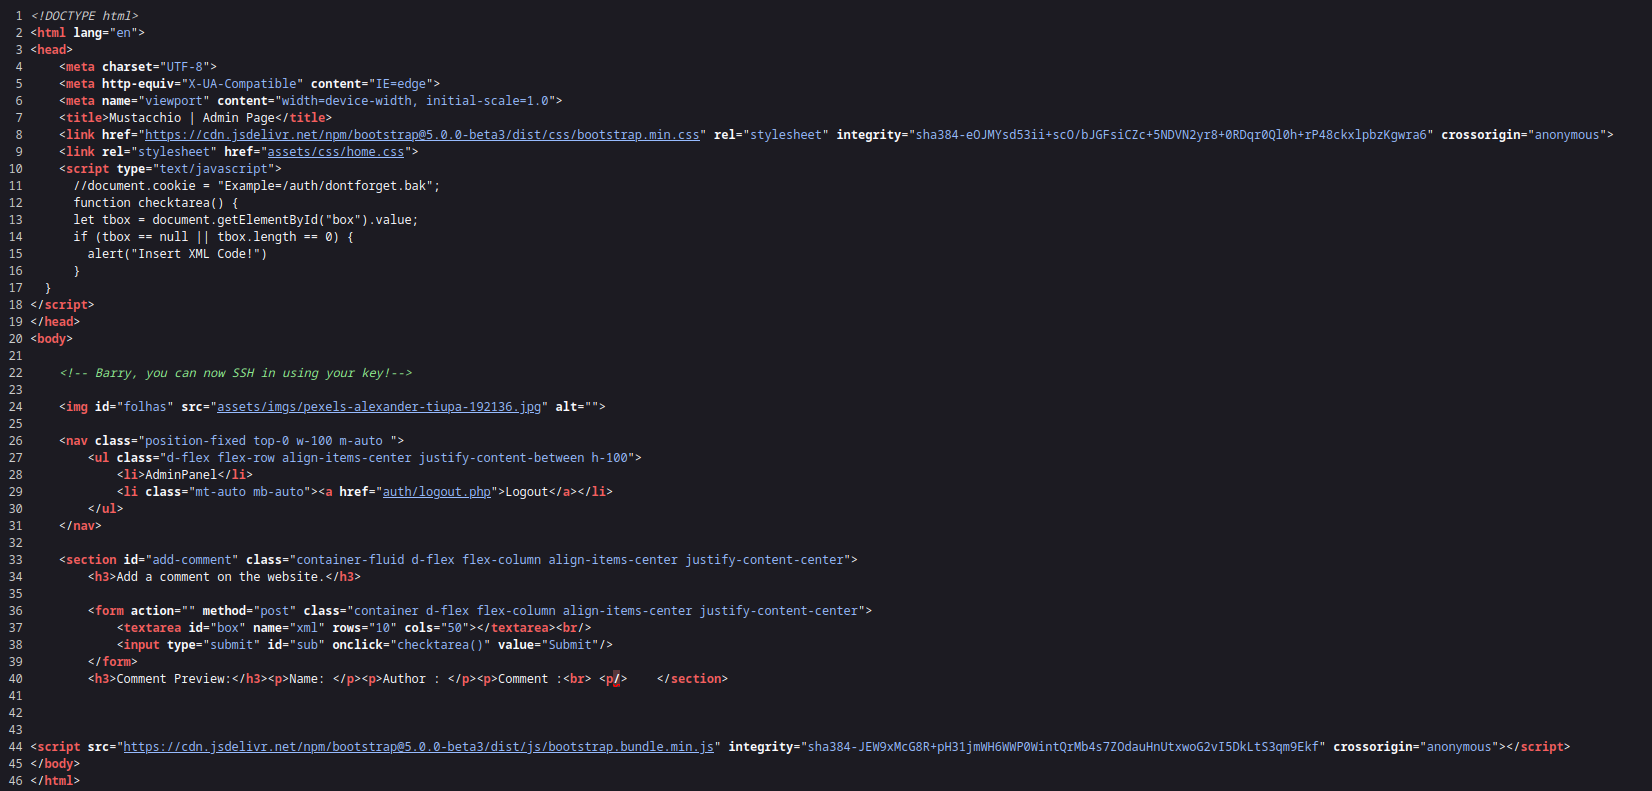 1 <!DOCTYPE html>
2 <html lang="en">
3 <head>
4     <meta charset="UTF-8">
5     <meta http-equiv="X-UA-Compatible" content="IE=edge">
6     <meta name="viewport" content="width=device-width, initial-scale=1.0">
7     <title>Mustacchio | Admin Page</title>
8     <link href="https://cdn.jsdelivr.net/npm/bootstrap@5.0.0-beta3/dist/css/bootstrap.min.css" rel="stylesheet" integrity="sha384-eOJMYsd53ii+scO/bJGFsiCZc+5NDVN2yr8+0RDqr0Ql0h+rP48ckxlpbzKgwra6" crossorigin="anonymous">
9     <link rel="stylesheet" href="assets/css/home.css">
10     <script type="text/javascript">
11       //document.cookie = "Example=/auth/dontforget.bak";
12       function checktarea() {
13       let tbox = document.getElementById("box").value;
14       if (tbox == null || tbox.length == 0) {
15         alert("Insert XML Code!")
16       }
17   }
18 </script>
19 </head>
20 <body>
21
22     <!-- Barry, you can now SSH in using your key!-->
23
24     <img id="folhas" src="assets/imgs/pexels-alexander-tiupa-192136.jpg" alt="">
25
26     <nav class="position-fixed top-0 w-100 m-auto ">
27         <ul class="d-flex flex-row align-items-center justify-content-between h-100">
28             <li>AdminPanel</li>
29             <li class="mt-auto mb-auto"><a href="auth/logout.php">Logout</a></li>
30         </ul>
31     </nav>
32
33     <section id="add-comment" class="container-fluid d-flex flex-column align-items-center justify-content-center">
34         <h3>Add a comment on the website.</h3>
35
36         <form action="" method="post" class="container d-flex flex-column align-items-center justify-content-center">
37             <textarea id="box" name="xml" rows="10" cols="50"></textarea><br/>
38             <input type="submit" id="sub" onclick="checktarea()" value="Submit"/>
39         </form>
40         <h3>Comment Preview:</h3><p>Name: </p><p>Author : </p><p>Comment :<br> <p/>    </section>
41
42
43
44 <script src="https://cdn.jsdelivr.net/npm/bootstrap@5.0.0-beta3/dist/js/bootstrap.bundle.min.js" integrity="sha384-JEW9xMcG8R+pH31jmWH6WWP0WintQrMb4s7ZOdauHnUtxwoG2vI5DkLtS3qm9Ekf" crossorigin="anonymous"></script>
45 </body>
46 </html>